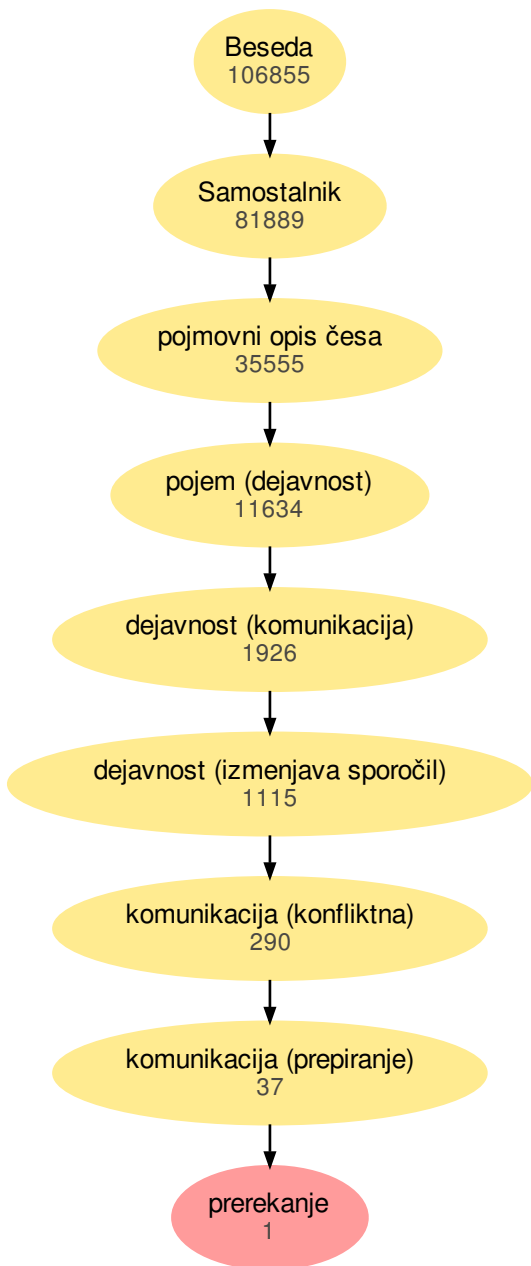 Beseda
106855
Samostalnik
81889
pojmovni opis česa
35555
pojem (dejavnost)
11634
dejavnost (komunikacija)
1926
dejavnost (izmenjava sporočil)
1115
komunikacija (konfliktna)
290
komunikacija (prepiranje)
37
prerekanje
1